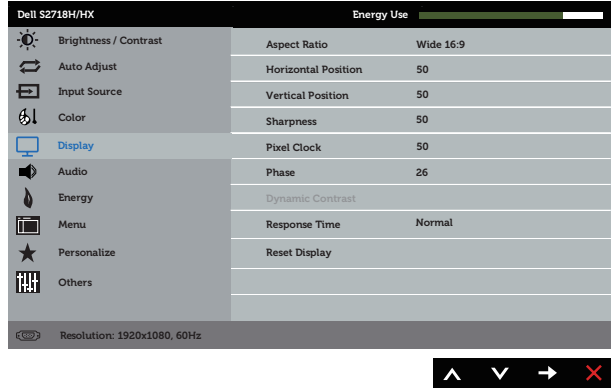 Dell S2718H/HX Energy Use
Brightness / Contrast
Auto Adjust
Input Source
Color
Display
Audio
Energy
Menu
Personalize
Others
Aspect Ratio Wide 16:9
Horizontal Position 50
Vertical Position 50
Sharpness 50
Pixel Clock 50
Phase 26
Dynamic Contrast
Response Time Normal
Reset Display
Resolution: 1920x1080, 60Hz